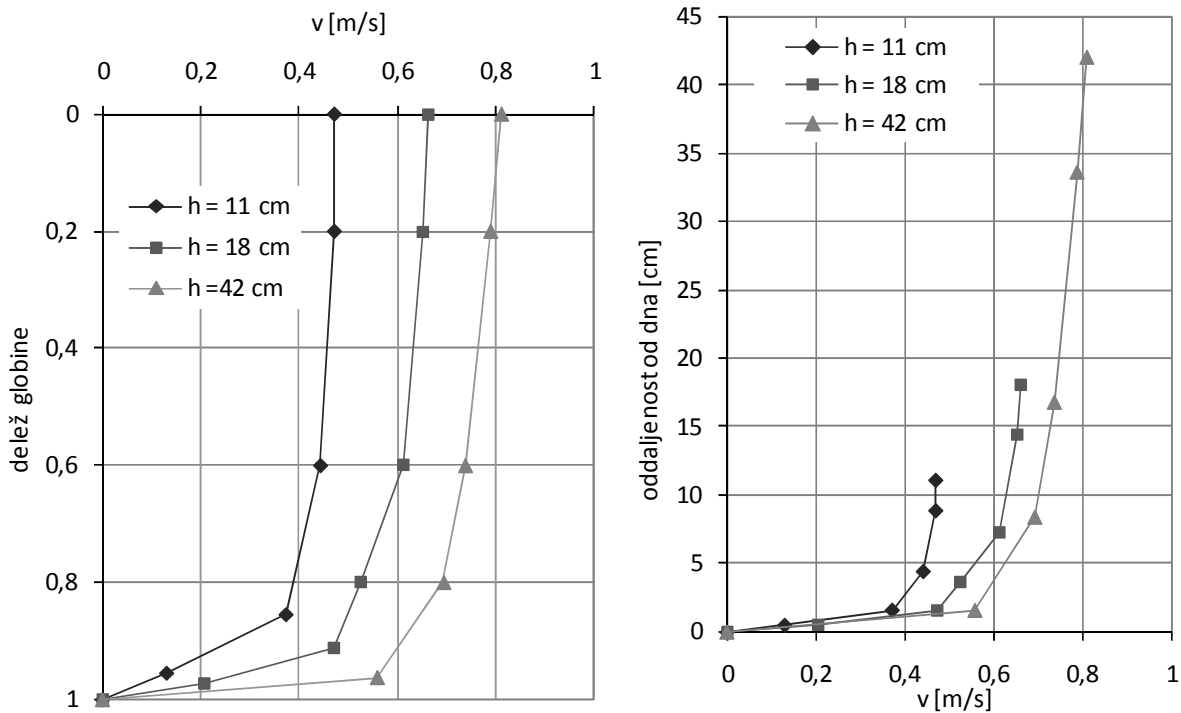 v [m/s]
0 0,2 0,4 0,6 0,8 1
0
0,2
0,4
0,6
0,8
1
delež globine
h = 11 cm
h = 18 cm
h =42 cm
45
40
35
30
25
20
15
10
5
0
oddaljenost od dna [cm]
h = 11 cm
h = 18 cm
h = 42 cm
0 0,2 0,4 0,6 0,8 1
v [m/s]